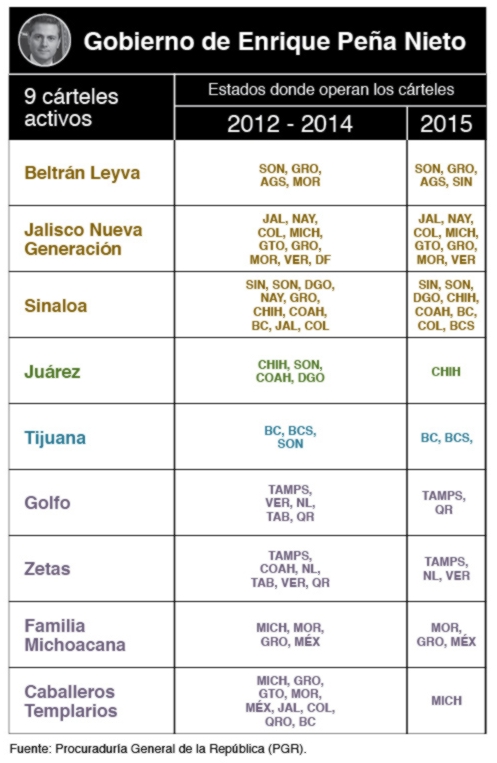 Gobierno de Enrique Peña Nieto
9 cárteles
activos
Estados donde operan los cárteles
2012 - 2014
2015
Beltrán Leyva
SON, GRO,
AGS, MOR
SON, GRO,
AGS, SIN
Jalisco Nueva
Generación
JAL, NAY,
COL, MICH,
GTO, GRO,
MOR, VER, DF
JAL, NAY,
COL, MICH,
GTO, GRO,
MOR, VER
Sinaloa
SIN, SON, DGO,
NAY, GRO,
CHIH, COAH,
BC, JAL, COL
SIN, SON,
DGO, CHIH,
COAH, BC,
COL, BCS
Juárez
CHIH, SON,
COAH, DGO
CHIH
Tijuana
BC, BCS,
SON
BC, BCS,
Golfo
TAMPS,
VER, NL,
TAB, QR
TAMPS,
QR
Zetas
TAMPS,
COAH, NL,
TAB, VER, QR
TAMPS,
NL, VER
Familia
Michoacana
MICH, MOR,
GRO, MÉX
MOR,
GRO, MÉX
Caballeros
Templarios
MICH, GRO,
GTO, MOR,
MÉX, JAL, COL,
QRO, BC
MICH
Fuente: Procuraduría General de la República (PGR).